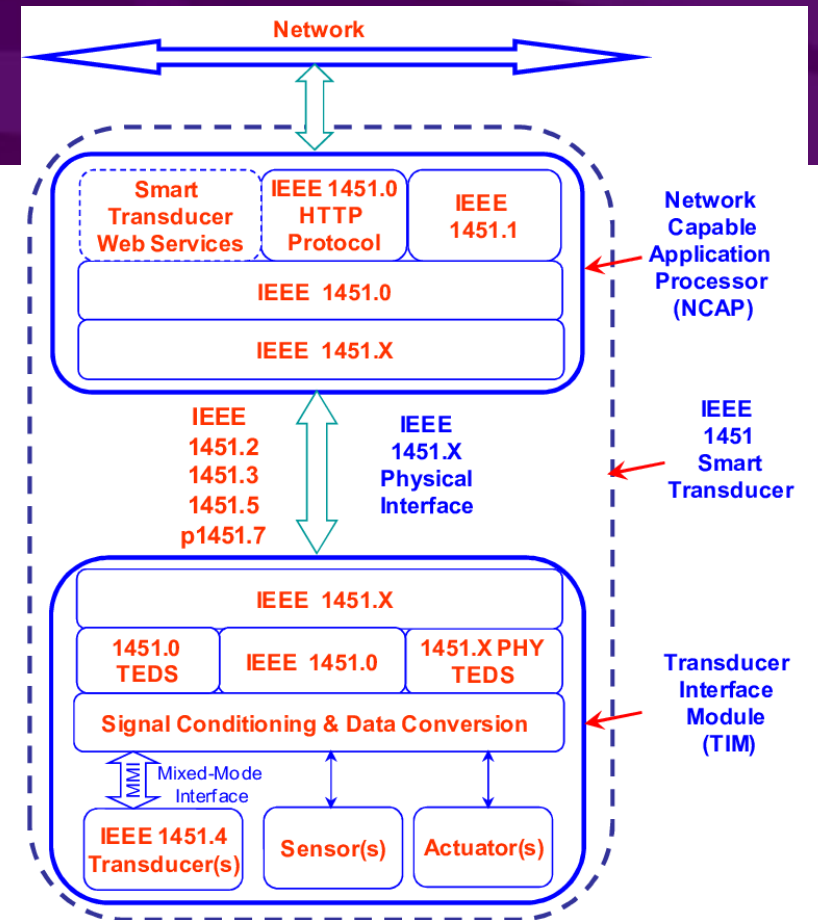 Network
Smart
Transducer
Web Services
IEEE 1451.0
HTTP
Protocol
IEEE
1451.1
IEEE 1451.0
IEEE 1451.X
Network
Capable
Application
Processor
(NCAP)
IEEE
1451.2
1451.3
1451.5
p1451.7
IEEE
1451.X
Physical
Interface
IEEE
1451
Smart
Transducer
IEEE 1451.X
1451.0
TEDS
IEEE 1451.0
1451.X PHY
TEDS
Signal Conditioning & Data Conversion
Transducer
Interface
Module
(TIM)
MMI
Mixed-Mode
Interface
IEEE 1451.4
Transducer(s)
Sensor(s)
Actuator(s)